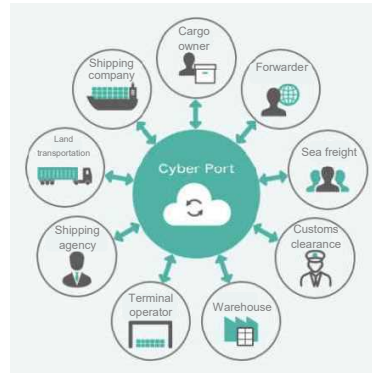 Cargo
owner
Shipping
company
Forwarder
Land
transportation
Cyber Port
Sea freight
Shipping
agency
Customs
clearance
Terminal
operator
Warehouse